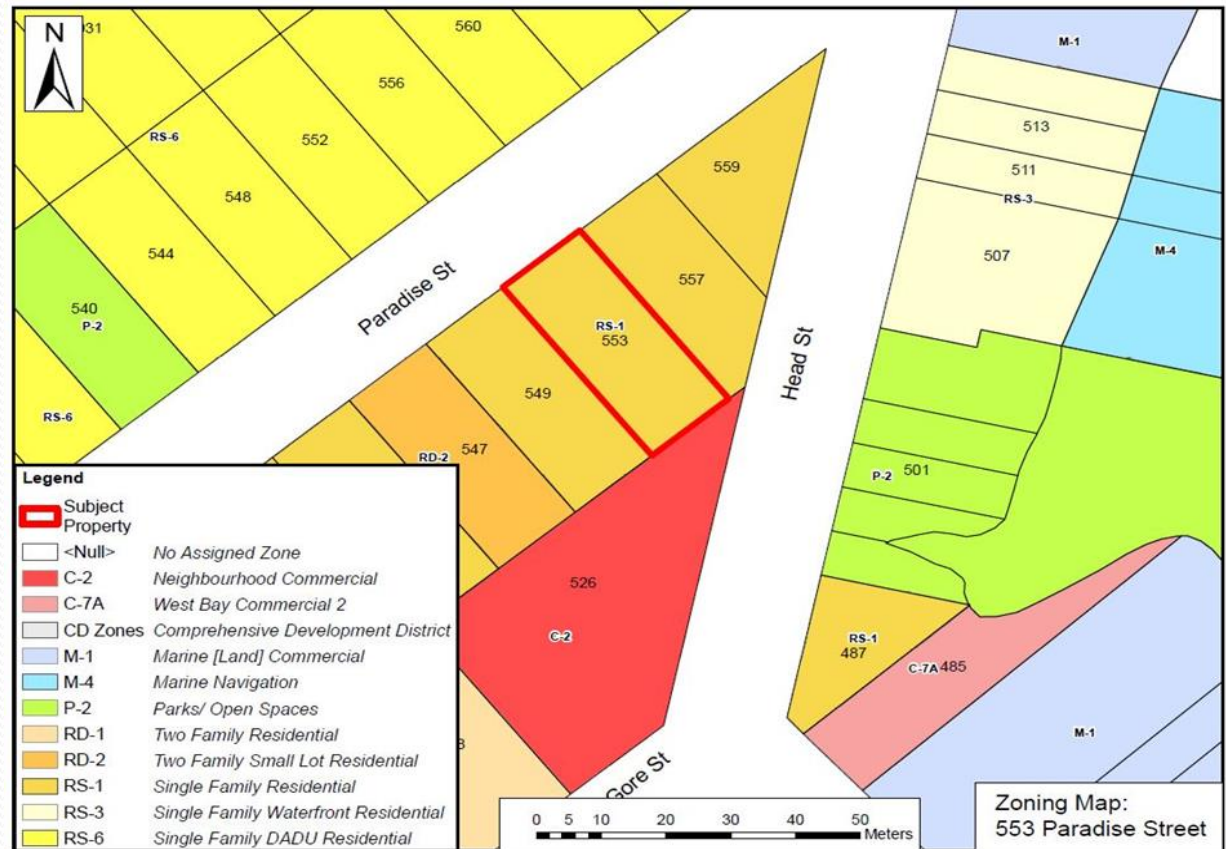 N
031
560
556
RS-6
552
548
544
540
P-2
RS-6
Paradise St
559
557
RS-1
553
549
547
RD-2
526
C-2
Head St
Gore St
M-1
513
511
RS-3
507
M-4
501
P-2
RS-1
487
C-7A 485
M-1
8
Legend
Subject
Property
<Null> No Assigned Zone
C-2 Neighbourhood Commercial
C-7A West Bay Commercial 2
CD Zones Comprehensive Development District
M-1 Marine [Land] Commercial
M-4 Marine Navigation
P-2 Parks/ Open Spaces
RD-1 Two Family Residential
RD-2 Two Family Small Lot Residential
RS-1 Single Family Residential
RS-3 Single Family Waterfront Residential
RS-6 Single Family DADU Residential
0 5 10 20 30 40 50
Meters
Zoning Map:
553 Paradise Street